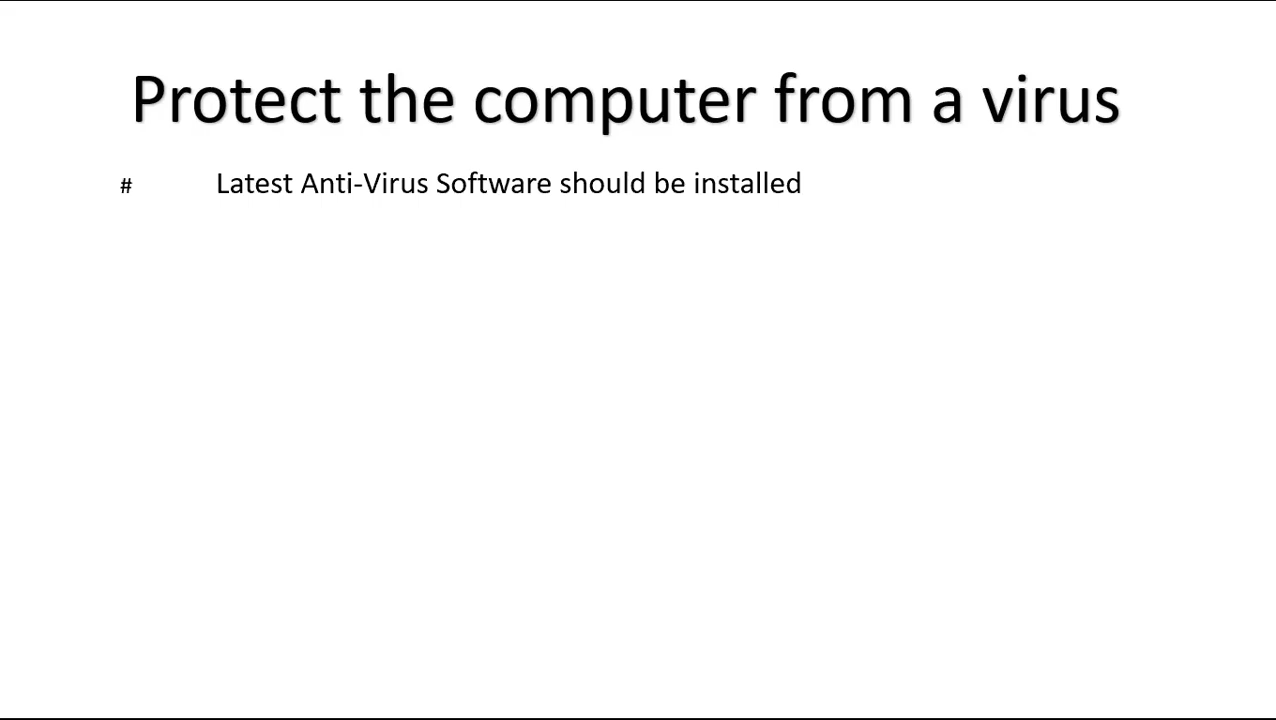 Protect the computer from a virus
# Latest Anti-Virus Software should be installed